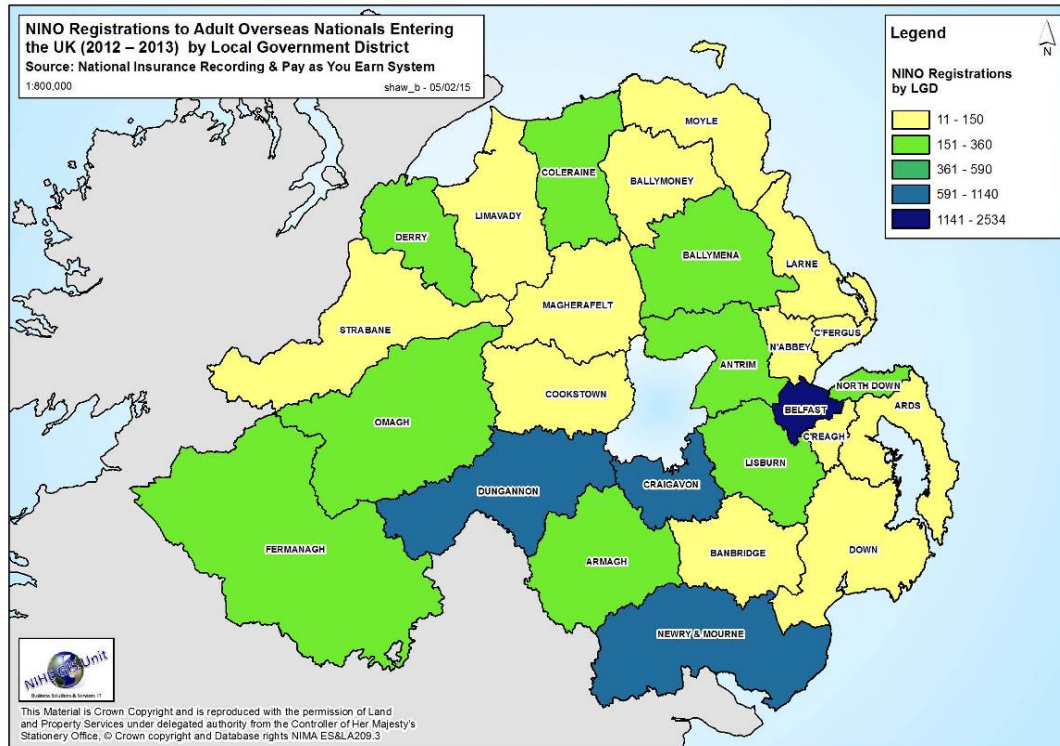 NINO Registrations to Adult Overseas Nationals Entering
the UK (2012 – 2013) by Local Government District
Source: National Insurance Recording & Pay as You Earn System
1:800,000
shaw_b - 05/02/15
Legend
N
NINO Registrations
by LGD
11 - 150
151 - 360
361 - 590
591 - 1140
1141 - 2534
MOYLE
COLERAINE
BALLYMONEY
LIMAVADY
DERRY
BALLYMENA
LARNE
MAGHERAFELT
STRABANE
C'FERGUS
N'ABBEY
ANTRIM
NORTH DOWN
COOKSTOWN
ARDS
BELFAST
OMAGH
C'REAGH
LISBURN
DUNGANNON
CRAIGAVON
FERMANAGH
ARMAGH
BANBRIDGE
DOWN
NEWRY & MOURNE
NIHE GIS Unit
Business Solutions & Services IT
This Material is Crown Copyright and is reproduced with the permission of Land
and Property Services under delegated authority from the Controller of Her Majesty's
Stationery Office, © Crown copyright and Database rights NIMA ES&LA209.3